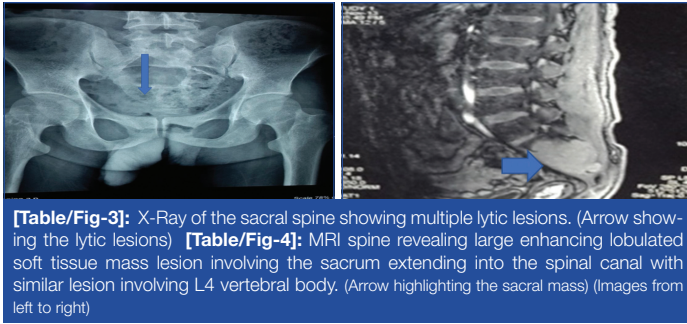 [Table/Fig-3]: X-Ray of the sacral spine showing multiple lytic lesions. (Arrow show-
ing the lytic lesions) [Table/Fig-4]: MRI spine revealing large enhancing lobulated
soft tissue mass lesion involving the sacrum extending into the spinal canal with
similar lesion involving L4 vertebral body. (Arrow highlighting the sacral mass) (Images from
left to right)